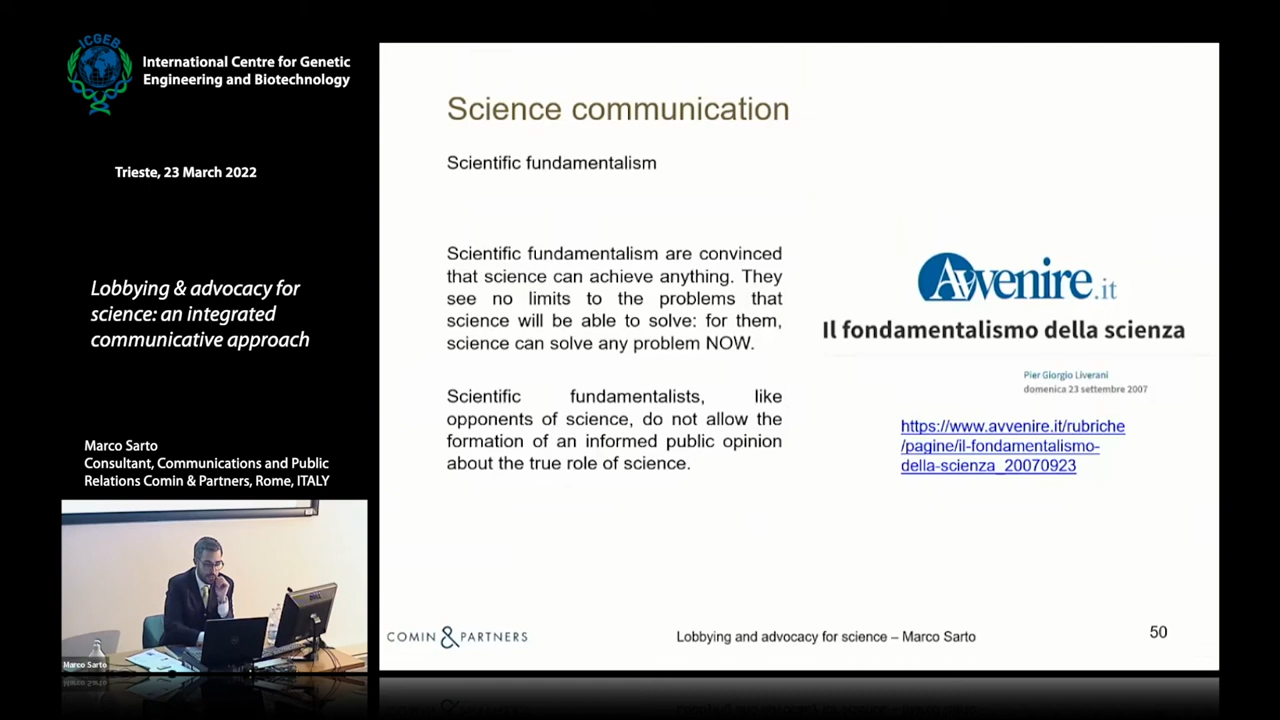 ICGEB
International Centre for Genetic
Engineering and Biotechnology
Trieste, 23 March 2022
Lobbying & advocacy for
science: an integrated
communicative approach
Marco Sarto
Consultant, Communications and Public
Relations Comin & Partners, Rome, ITALY
Marco Sarto
Science communication
Scientific fundamentalism
Scientific fundamentalism are convinced
that science can achieve anything. They
see no limits to the problems that
science will be able to solve: for them,
science can solve any problem NOW.
Scientific fundamentalists, like
opponents of science, do not allow the
formation of an informed public opinion
about the true role of science.
Avvenire.it
Il fondamentalismo della scienza
Pier Giorgio Liverani
domenica 23 settembre 2007
https://www.avvenire.it/rubriche
/pagine/il-fondamentalismo-
della-scienza_20070923
COMIN & PARTNERS
Lobbying and advocacy for science – Marco Sarto
50